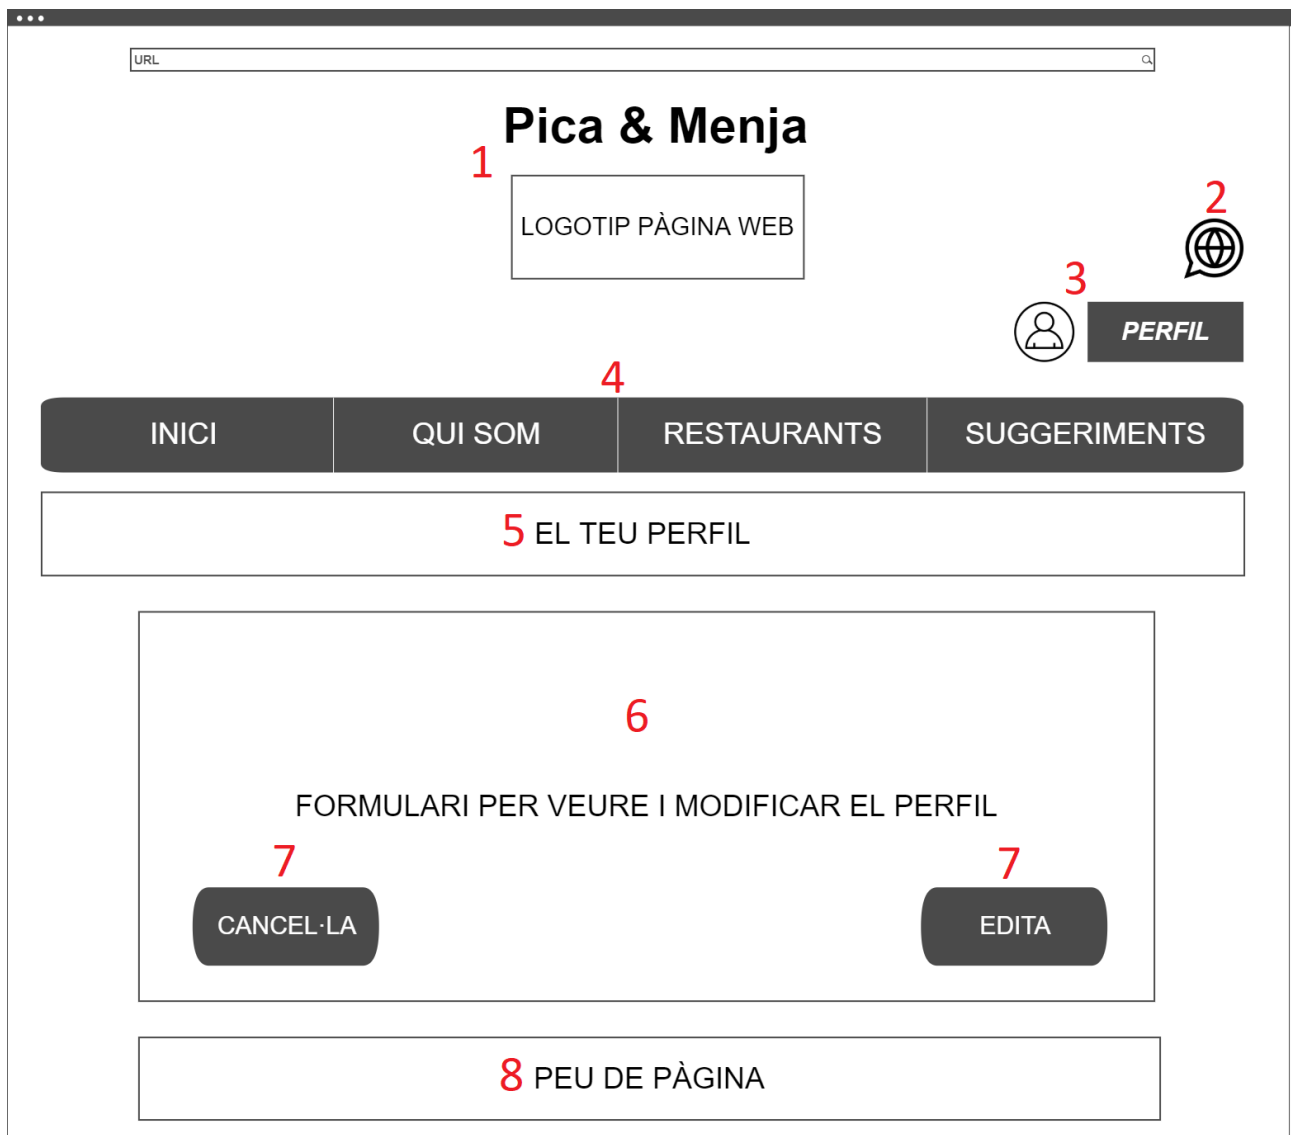 URL
Pica & Menja
1
LOGOTIP PÀGINA WEB
2
3
PERFIL
4
INICI QUI SOM RESTAURANTS SUGGERIMENTS
5 EL TEU PERFIL
6
FORMULARI PER VEURE I MODIFICAR EL PERFIL
7 7
CANCEL·LA EDITA
8 PEU DE PÀGINA